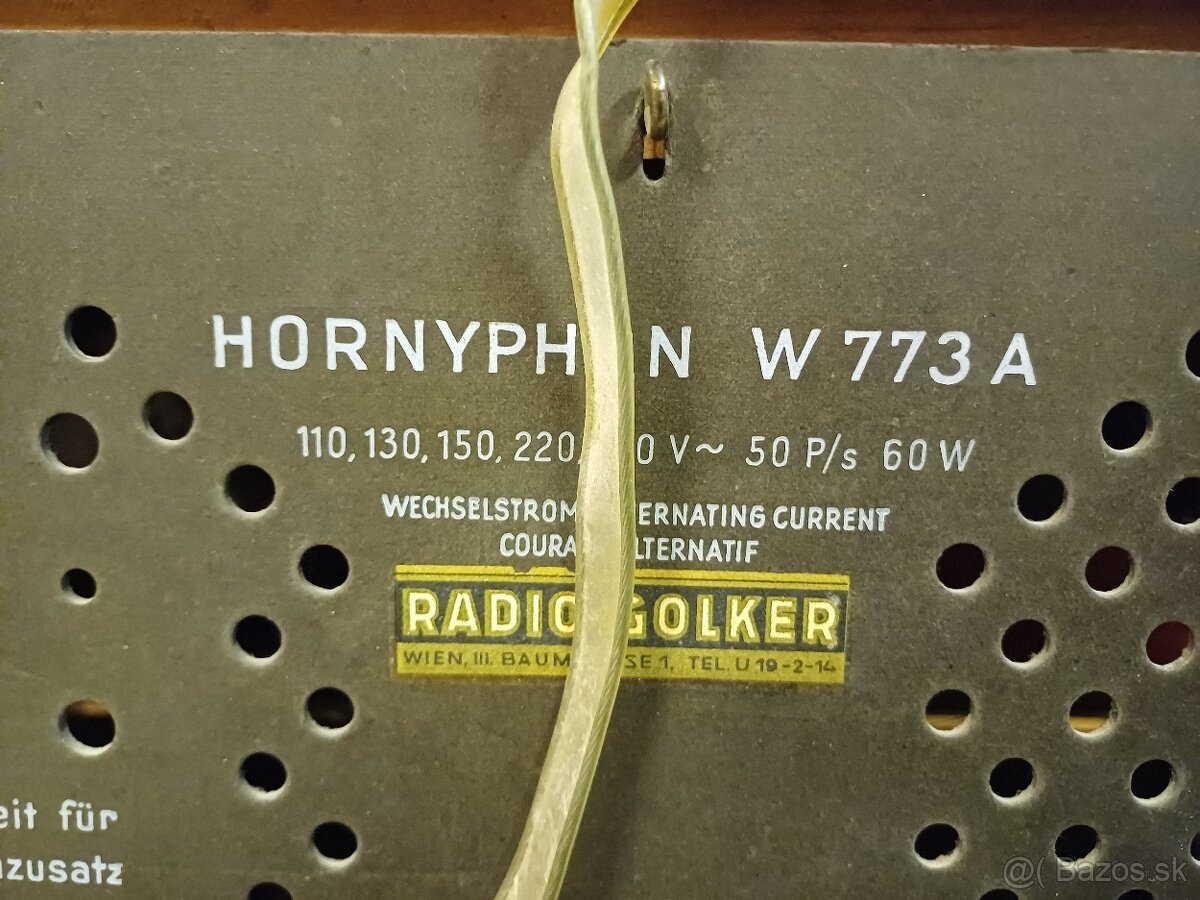 HORNYPH N W 773 A
110, 130, 150, 220, 0 V~ 50 P/s 60 W
WECHSELSTROM ERNATING CURRENT
COURA LTERNATIF
RADIO GOLKER
WIEN, III. BAUM SE 1, TEL. U 19-2-14
eit für
zusatz
@( Bazos.sk